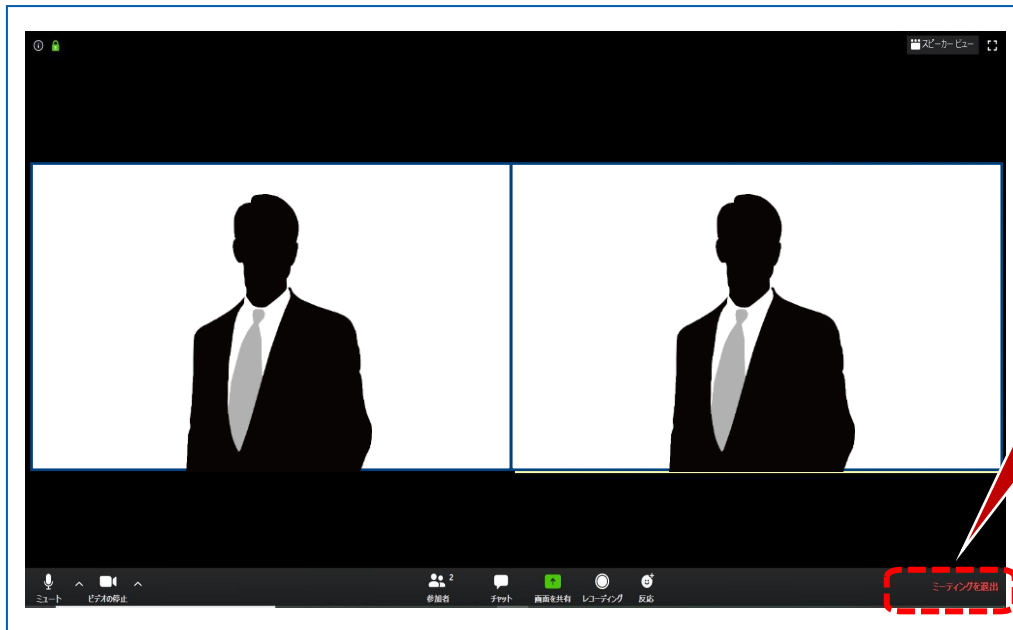 スピーカー ビュー
2
ミュート
ビデオの停止
参加者
チャット
画面を共有
レコーディング
反応
ミーティングを退出